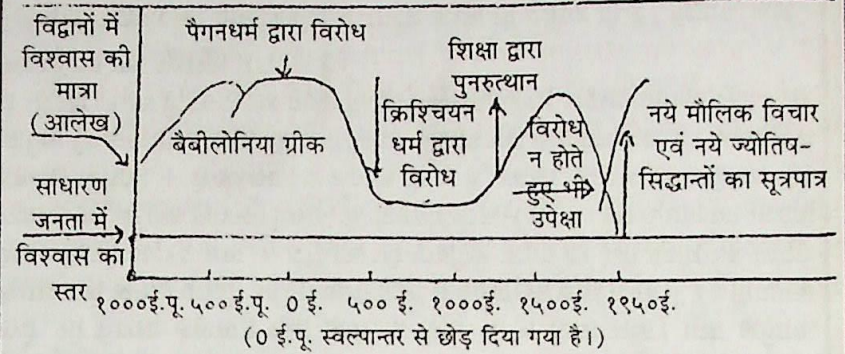 विद्वानों में
विश्वास की
मात्रा
(आलेख)
साधारण
जनता में
विश्वास का
स्तर
पैगनधर्म द्वारा विरोध
बैबीलोनिया ग्रीक
क्रिश्चियन
धर्म द्वारा
विरोध
शिक्षा द्वारा
पुनरुत्थान
विरोध
न होते
हुए भी
उपेक्षा
नये मौलिक विचार
एवं नये ज्योतिष-
सिद्धान्तों का सूत्रपात्र
१०००ई.पू. ५००ई.पू. 0ई. ५०० ई. १०००ई. १५००ई. १९५०ई.
(0 ई.पू. स्वल्पान्तर से छोड़ दिया गया है।)